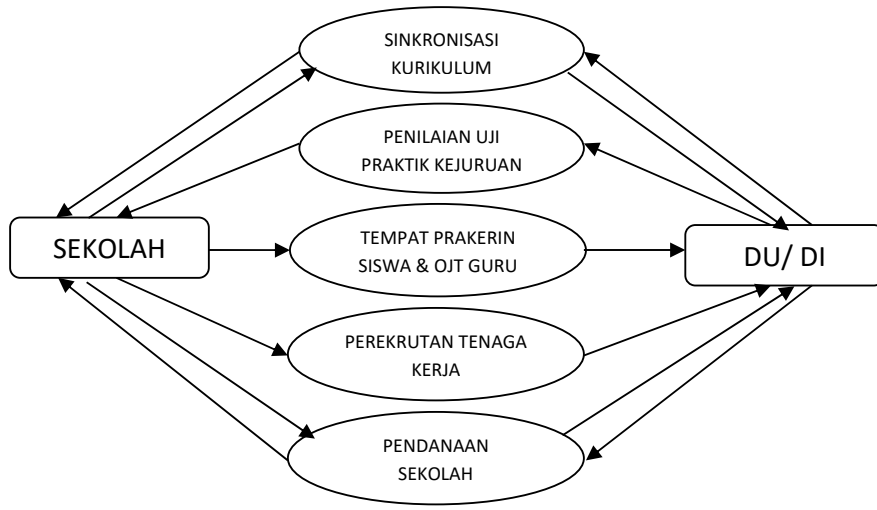 SINKRONISASI
KURIKULUM
PENILAIAN UJI
PRAKTIK KEJURUAN
SEKOLAH
TEMPAT PRAKERIN
SISWA & OJT GURU
DU/ DI
PEREKRUTAN TENAGA
KERJA
PENDANAAN
SEKOLAH